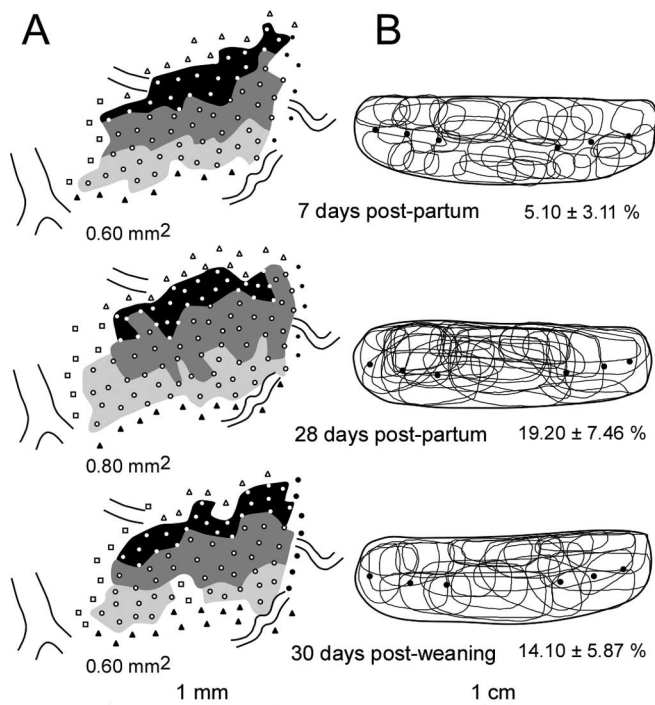 A
B
7 days post-partum
5.10 ± 3.11 %
0.60 mm2
28 days post-partum
19.20 ± 7.46 %
0.80 mm2
30 days post-weaning
14.10 ± 5.87 %
0.60 mm2
1 mm
1 cm